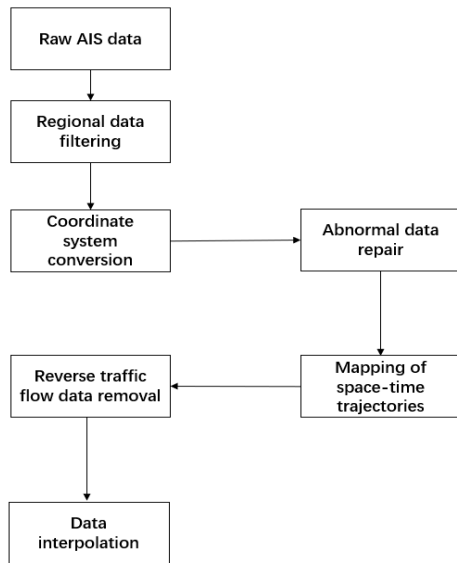 Raw AIS data
Regional data
filtering
Coordinate
system
conversion
Abnormal data
repair
Mapping of
space-time
trajectories
Reverse traffic
flow data removal
Data
interpolation